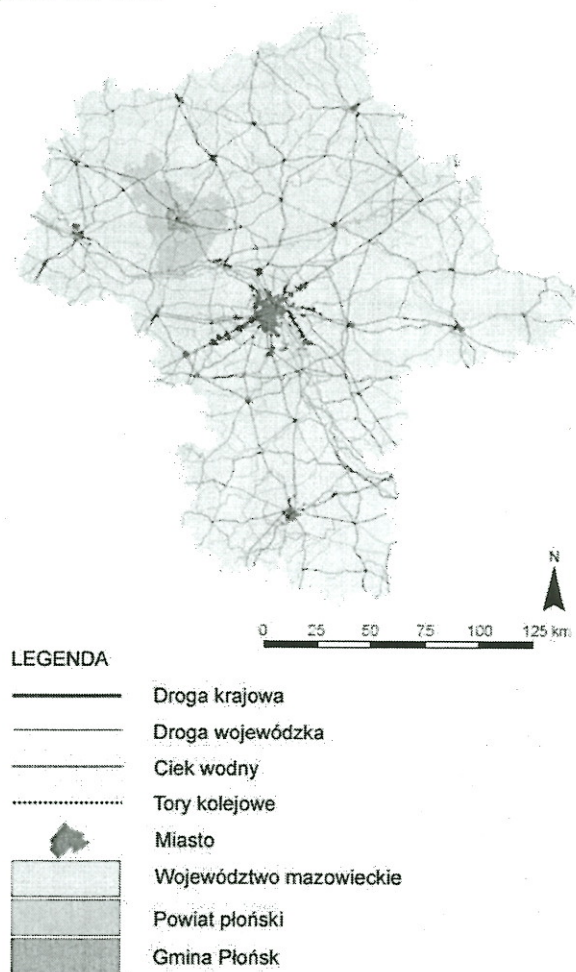 N
0 25 50 75 100 125 km
LEGENDA
Droga krajowa
Droga wojewódzka
Ciek wodny
Tory kolejowe
Miasto
Województwo mazowieckie
Powiat płoński
Gmina Płońsk